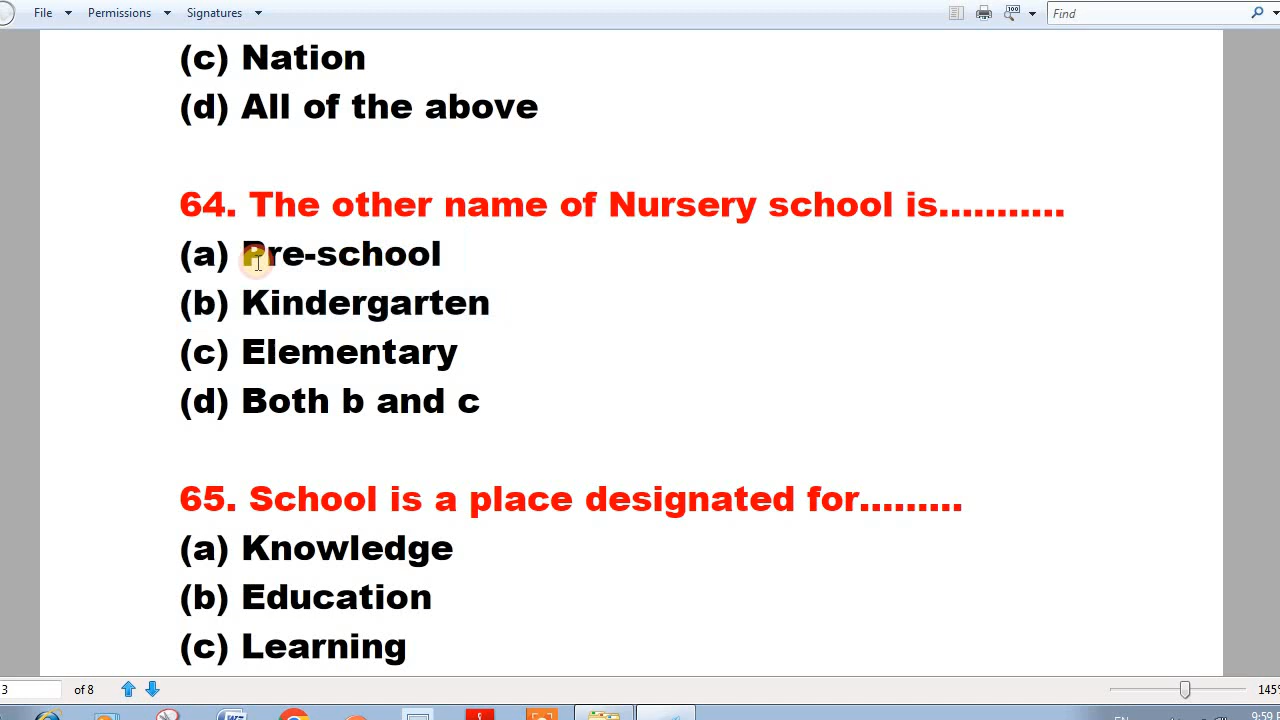 File Permissions Signatures Find
(c) Nation
(d) All of the above
64. The other name of Nursery school is...........
(a) Pre-school
(b) Kindergarten
(c) Elementary
(d) Both b and c
65. School is a place designated for.........
(a) Knowledge
(b) Education
(c) Learning
3 of 8 145%